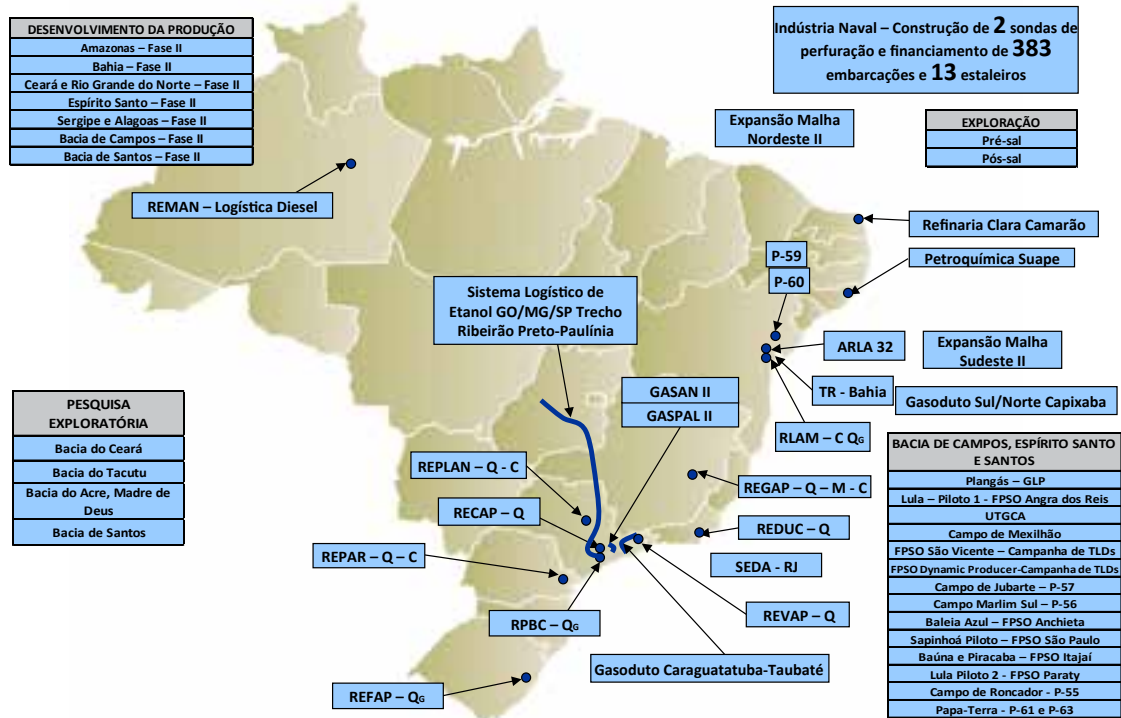 DESENVOLVIMENTO DA PRODUÇÃO
Amazonas – Fase II
Bahia – Fase II
Ceará e Rio Grande do Norte – Fase II
Espírito Santo – Fase II
Sergipe e Alagoas – Fase II
Bacia de Campos – Fase II
Bacia de Santos – Fase II
Indústria Naval – Construção de 2 sondas de
perfuração e financiamento de 383
embarcações e 13 estaleiros
Expansão Malha
Nordeste II
EXPLORAÇÃO
Pré-sal
Pós-sal
REMAN – Logística Diesel
Refinaria Clara Camarão
P-59
P-60
Petroquímica Suape
Sistema Logístico de
Etanol GO/MG/SP Trecho
Ribeirão Preto-Paulínia
ARLA 32
Expansão Malha
Sudeste II
TR - Bahia
Gasoduto Sul/Norte Capixaba
GASAN II
GASPAL II
RLAM – C QG
PESQUISA
EXPLORATÓRIA
Bacia do Ceará
Bacia do Tacutu
Bacia do Acre, Madre de
Deus
Bacia de Santos
REPLAN – Q - C
REGAP – Q – M - C
RECAP – Q
REDUC – Q
REPAR – Q – C
SEDA - RJ
RPBC – QG
REVAP – Q
Gasoduto Caraguatatuba-Taubaté
REFAP – QG
BACIA DE CAMPOS, ESPÍRITO SANTO
E SANTOS
Plangás – GLP
Lula – Piloto 1 - FPSO Angra dos Reis
UTGCA
Campo de Mexilhão
FPSO São Vicente – Campanha de TLDs
FPSO Dynamic Producer-Campanha de TLDs
Campo de Jubarte – P-57
Campo Marlim Sul – P-56
Baleia Azul – FPSO Anchieta
Sapinhoá Piloto – FPSO São Paulo
Baúna e Piracaba – FPSO Itajaí
Lula Piloto 2 - FPSO Paraty
Campo de Roncador - P-55
Papa-Terra - P-61 e P-63